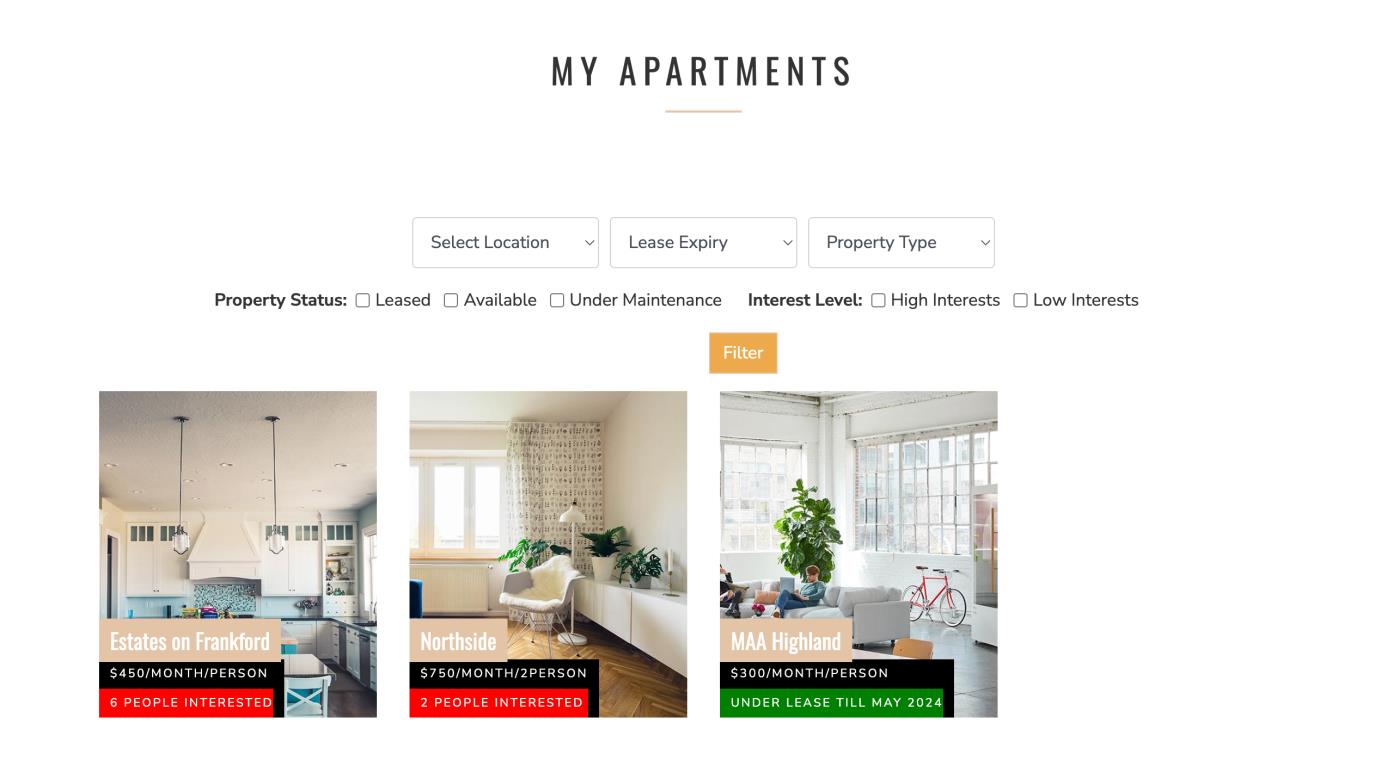 MY APARTMENTS
Select Location Lease Expiry Property Type
Property Status: Leased Available Under Maintenance Interest Level: High Interests Low Interests
Filter
Estates on Frankford
$450/MONTH/PERSON
6 PEOPLE INTERESTED
Northside
$750/MONTH/2PERSON
2 PEOPLE INTERESTED
MAA Highland
$300/MONTH/PERSON
UNDER LEASE TILL MAY 2024